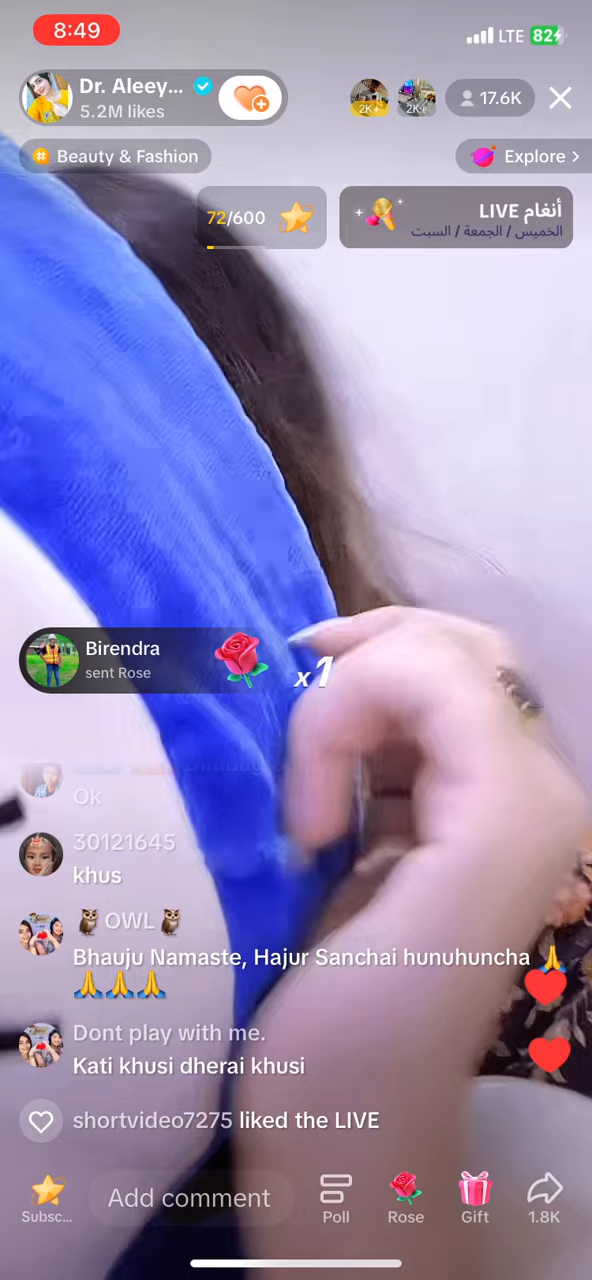 8:49
LTE 82
Dr. Aleey...
5.2M likes
2K+
2K+
17.6K
Beauty & Fashion
Explore >
72/600
أنغام LIVE
الخميس / الجمعة / السبت
Birendra
sent Rose
x1
Ok
30121645
khus
🦉 OWL 🦉
Bhauju Namaste, Hajur Sanchai hunuhuncha 🙏
🙏🙏🙏
Dont play with me.
Kati khusi dherai khusi
shortvideo7275 liked the LIVE
Subsc...
Add comment
Poll
Rose
Gift
1.8K